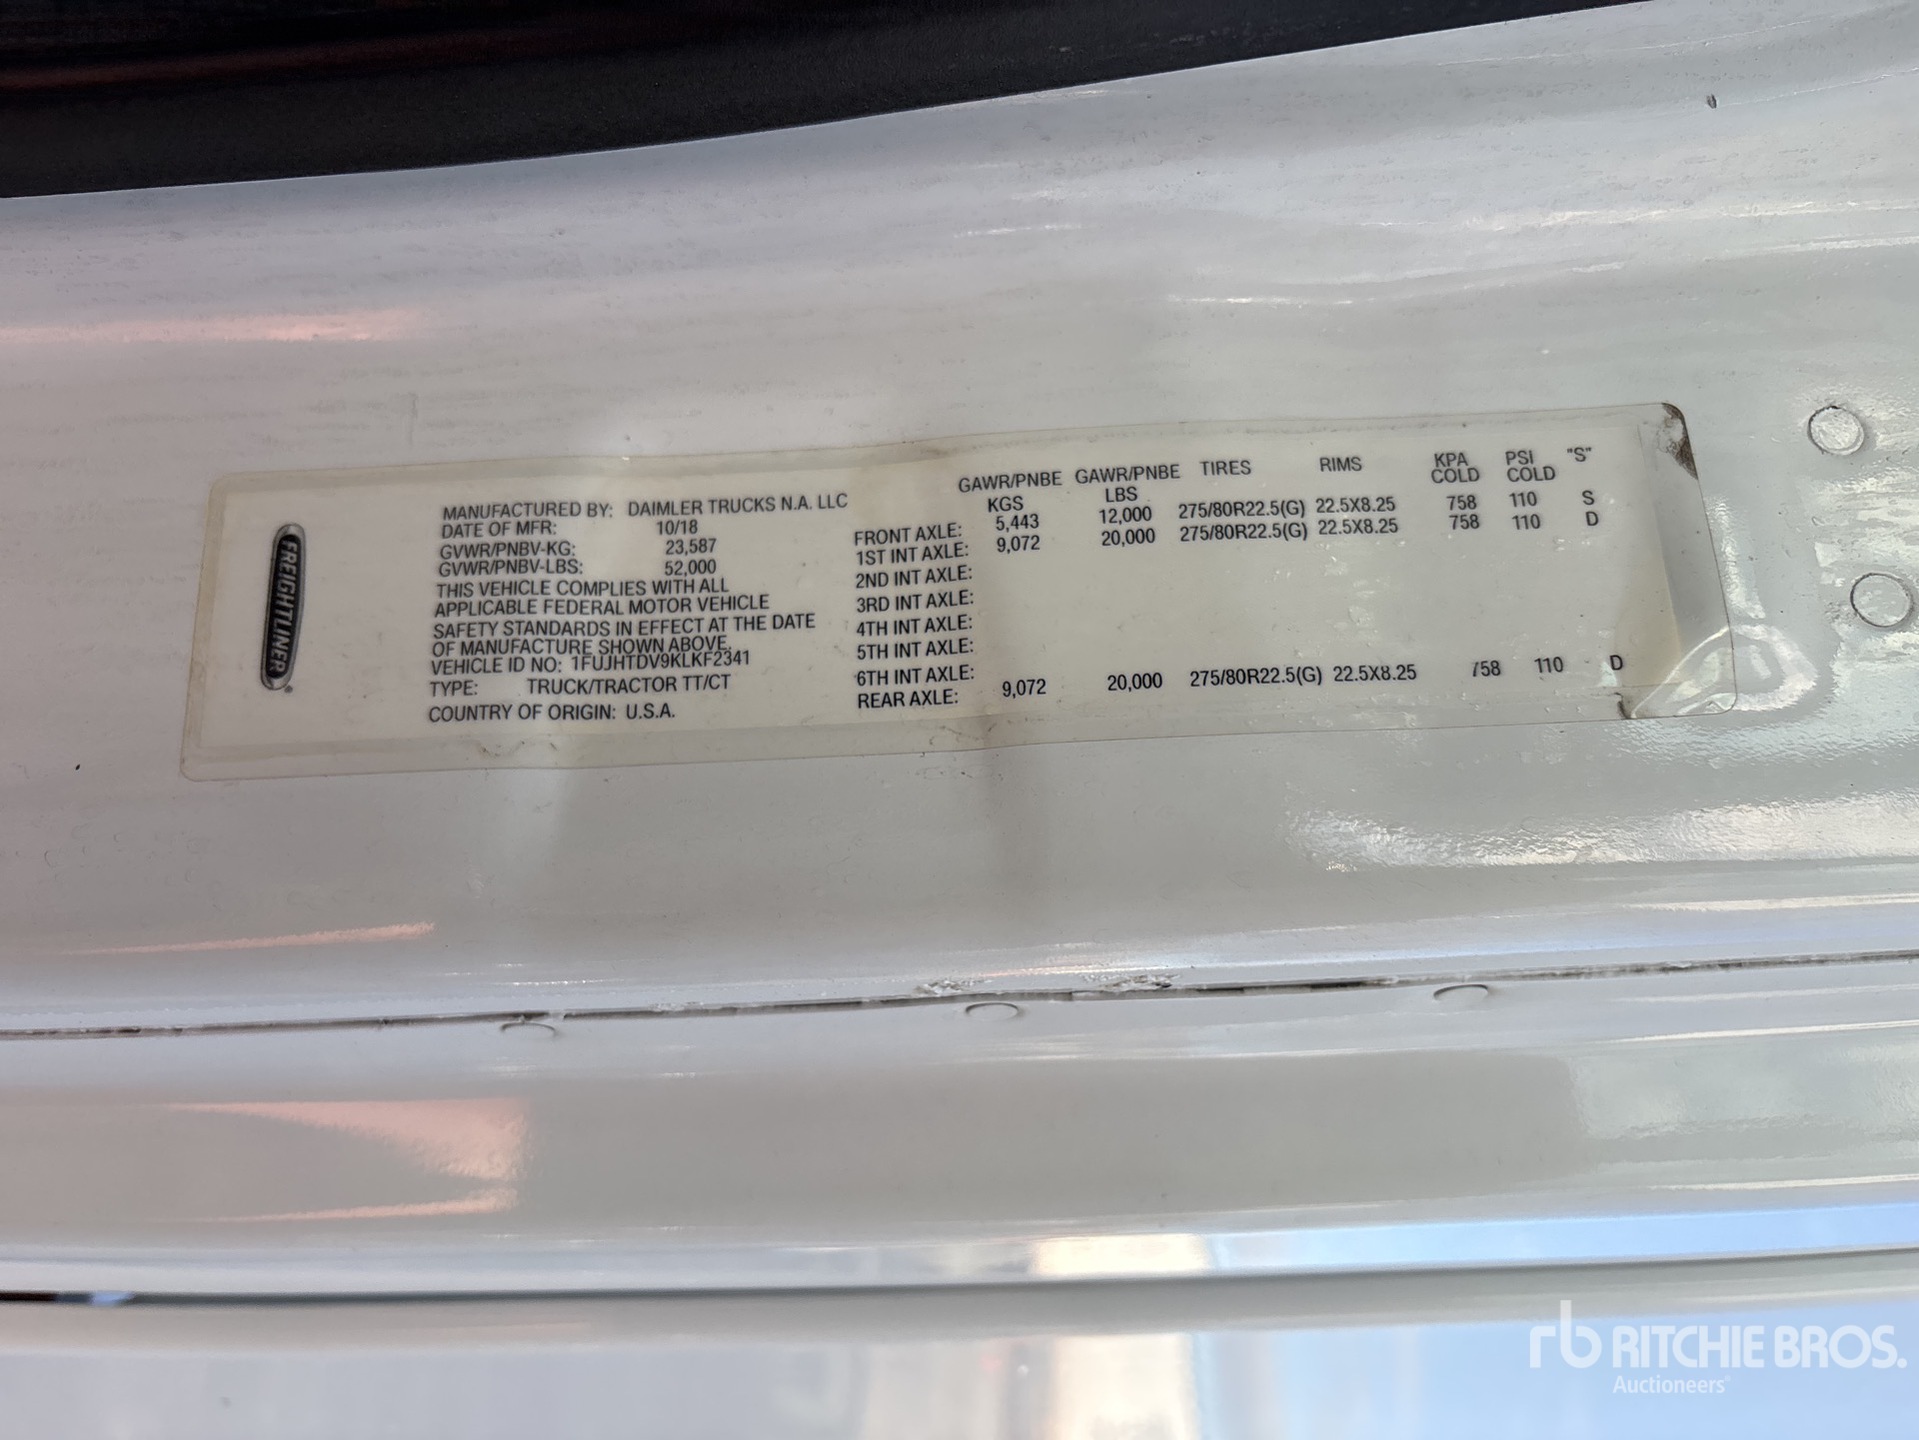 FREIGHTLINER
MANUFACTURED BY: DAIMLER TRUCKS N.A. LLC
DATE OF MFR: 10/18
GVWR/PNBV-KG: 23,587
GVWR/PNBV-LBS: 52,000
THIS VEHICLE COMPLIES WITH ALL
APPLICABLE FEDERAL MOTOR VEHICLE
SAFETY STANDARDS IN EFFECT AT THE DATE
OF MANUFACTURE SHOWN ABOVE.
VEHICLE ID NO: 1FUJHTDV9KLKF2341
TYPE: TRUCK/TRACTOR TT/CT
COUNTRY OF ORIGIN: U.S.A.
GAWR/PNBE GAWR/PNBE TIRES RIMS KPA PSI "S"
KGS LBS COLD COLD
FRONT AXLE: 5,443 12,000 275/80R22.5(G) 22.5X8.25 758 110 S
1ST INT AXLE: 9,072 20,000 275/80R22.5(G) 22.5X8.25 758 110 D
2ND INT AXLE:
3RD INT AXLE:
4TH INT AXLE:
5TH INT AXLE:
6TH INT AXLE:
REAR AXLE: 9,072 20,000 275/80R22.5(G) 22.5X8.25 758 110 D
rb RITCHIE BROS.
Auctioneers